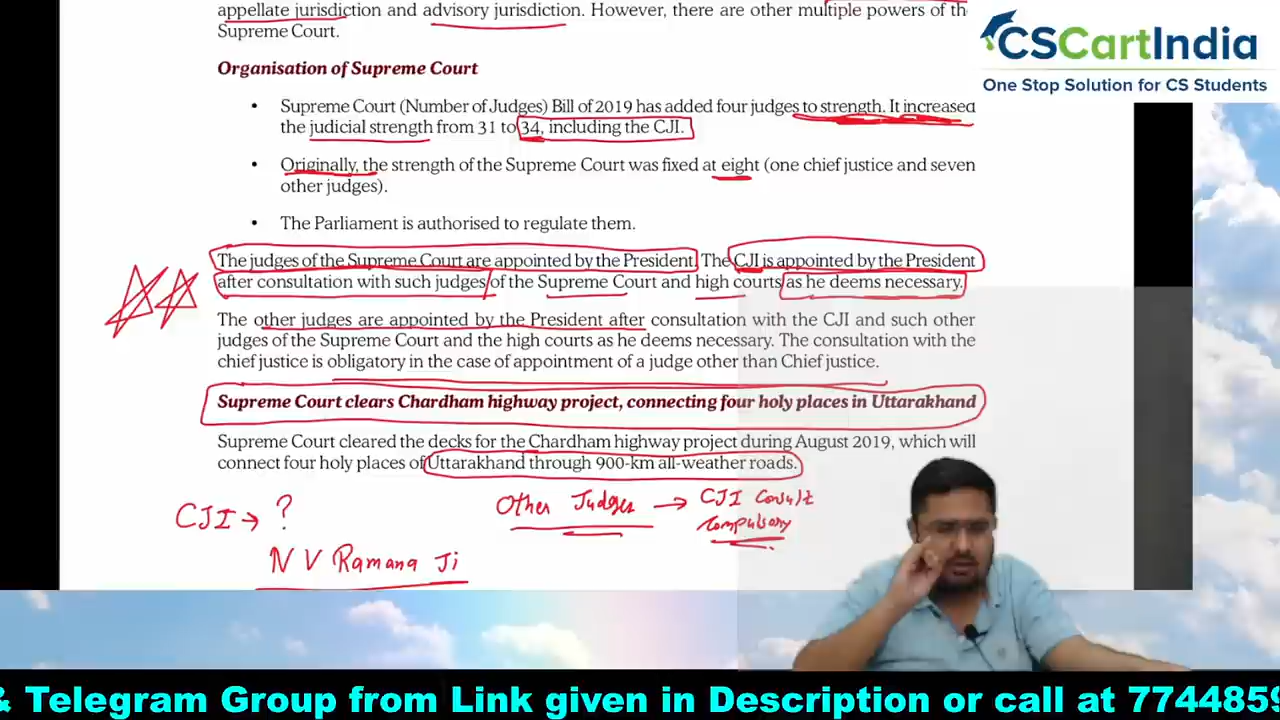 appellate jurisdiction and advisory jurisdiction. However, there are other multiple powers of the
Supreme Court.
CSCartIndia
One Stop Solution for CS Students
Organisation of Supreme Court
• Supreme Court (Number of Judges) Bill of 2019 has added four judges to strength. It increased
the judicial strength from 31 to 34, including the CJI.
• Originally, the strength of the Supreme Court was fixed at eight (one chief justice and seven
other judges).
• The Parliament is authorised to regulate them.
The judges of the Supreme Court are appointed by the President. The CJI is appointed by the President
after consultation with such judges of the Supreme Court and high courts as he deems necessary.
The other judges are appointed by the President after consultation with the CJI and such other
judges of the Supreme Court and the high courts as he deems necessary. The consultation with the
chief justice is obligatory in the case of appointment of a judge other than Chief justice.
Supreme Court clears Chardham highway project, connecting four holy places in Uttarakhand
Supreme Court cleared the decks for the Chardham highway project during August 2019, which will
connect four holy places of Uttarakhand through 900-km all-weather roads.
CJI → ?
N V Ramana Ji
Other Judges → CJI Consult
Compulsory
& Telegram Group from Link given in Description or call at 7744859